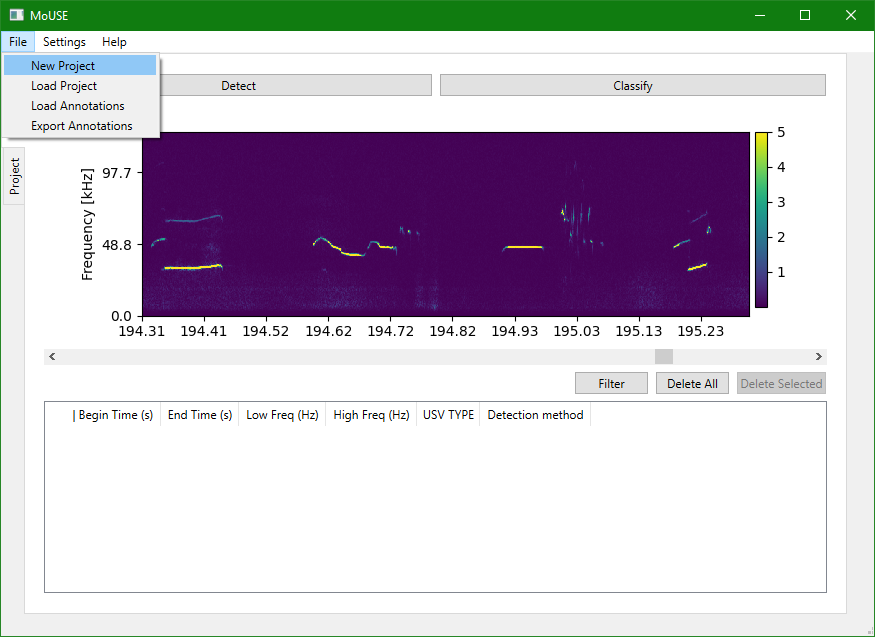 MoUSE
File Settings Help
New Project
Load Project
Load Annotations
Export Annotations
Detect Classify
Project
Frequency [kHz]
97.7
48.8
0.0
194.31 194.41 194.52 194.62 194.72 194.82 194.93 195.03 195.13 195.23
5
4
3
2
1
Filter Delete All Delete Selected
Begin Time (s) End Time (s) Low Freq (Hz) High Freq (Hz) USV TYPE Detection method